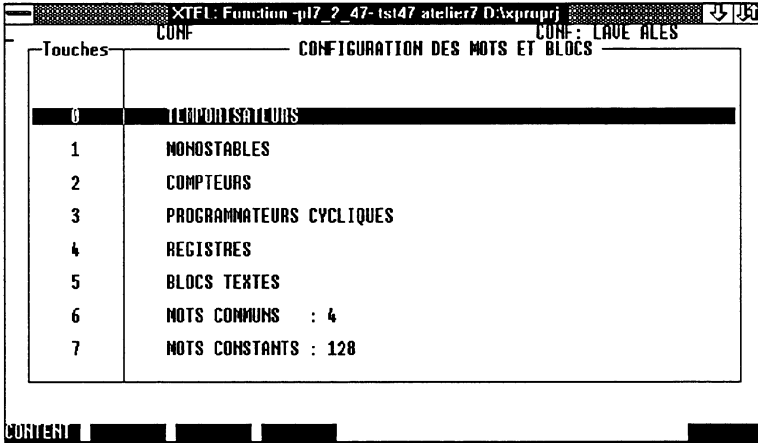 XTEL: Function -pl7_2_47- tst47 atelier7 D:\xproprj
CONF CONF: LAVE ALES
Touches CONFIGURATION DES MOTS ET BLOCS
0 TEMPORISATEURS
1 MONOSTABLES
2 COMPTEURS
3 PROGRAMMATEURS CYCLIQUES
4 REGISTRES
5 BLOCS TEXTES
6 MOTS COMMUNS : 4
7 MOTS CONSTANTS : 128
CONTENT